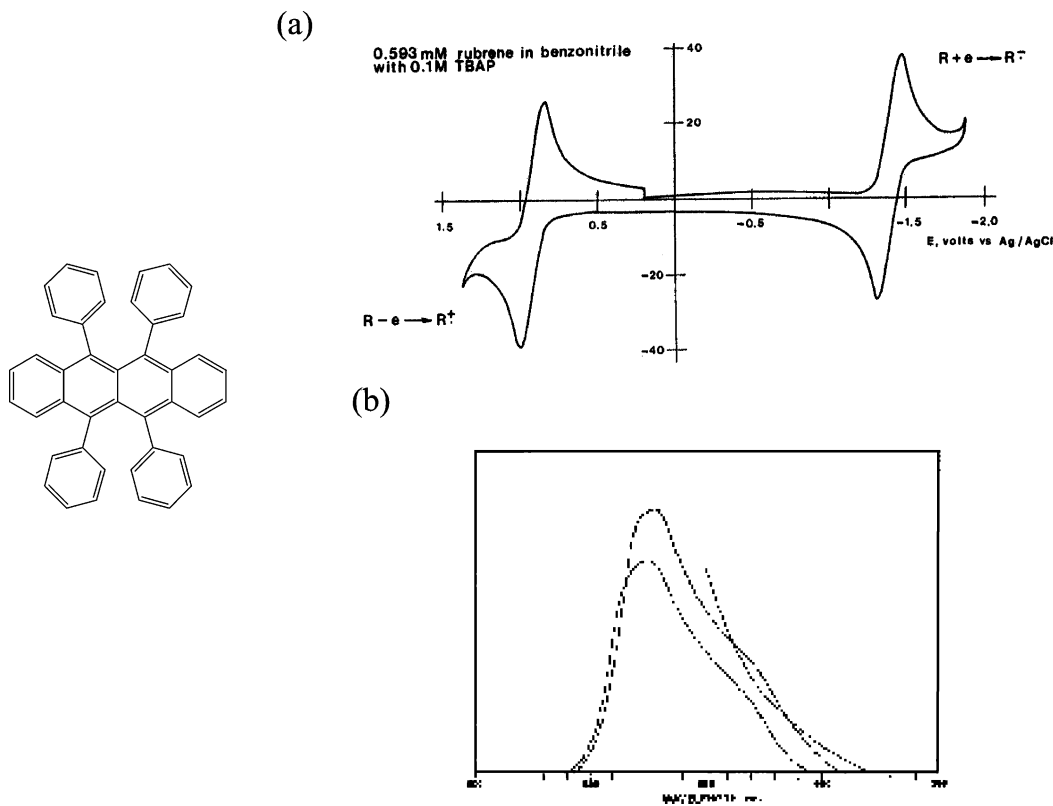 (a)
0.593 mM rubrene in benzonitrile
with 0.1M TBAP
40
R + e → R⨪
20
1.5
0.5
-0.5
-1.5
-2.0
E, volts vs Ag/AgCl
-20
R − e → R⨥
-40
(b)